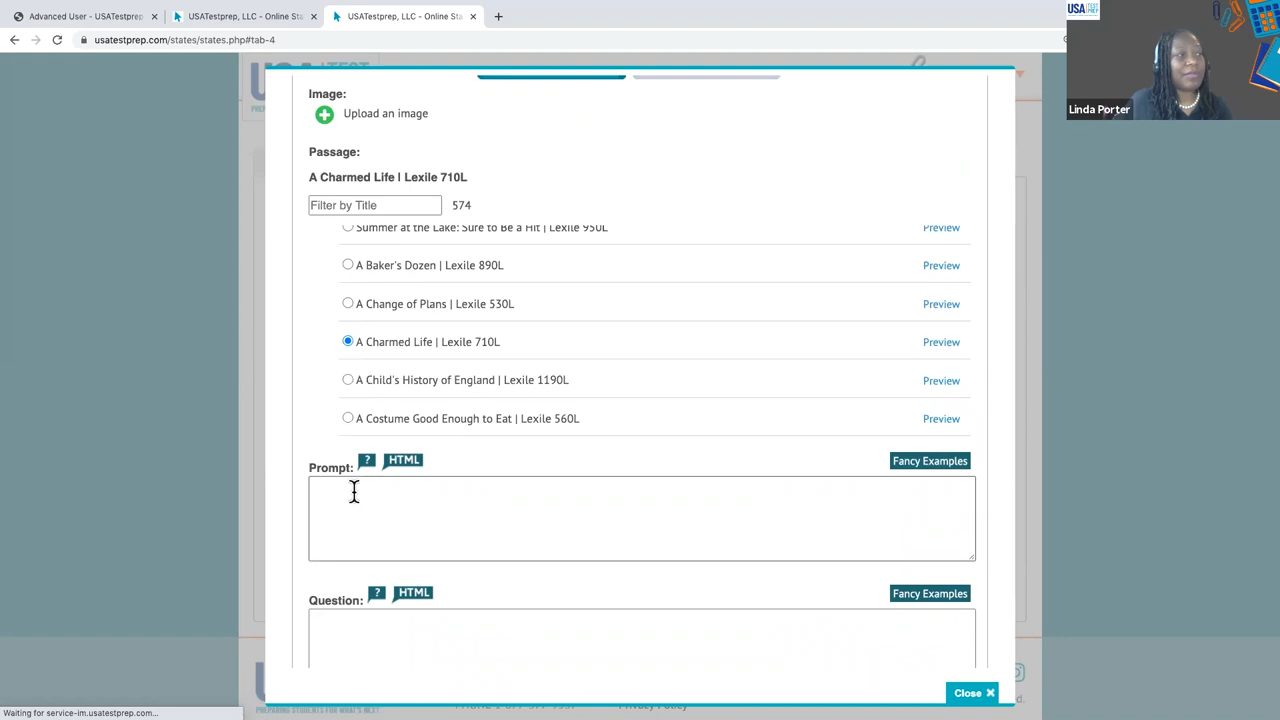 Advanced User - USATestprep
USATestprep, LLC - Online Sta
USATestprep, LLC - Online Sta
usatestprep.com/states/states.php#tab-4
USA TEST PREP
Linda Porter
Image:
Upload an image
Passage:
A Charmed Life | Lexile 710L
Filter by Title 574
Summer at the Lake: Sure to Be a Hit | Lexile 950L Preview
A Baker's Dozen | Lexile 890L Preview
A Change of Plans | Lexile 530L Preview
A Charmed Life | Lexile 710L Preview
A Child's History of England | Lexile 1190L Preview
A Costume Good Enough to Eat | Lexile 560L Preview
Prompt: ? HTML Fancy Examples
Question: ? HTML Fancy Examples
Close
Waiting for service-im.usatestprep.com...